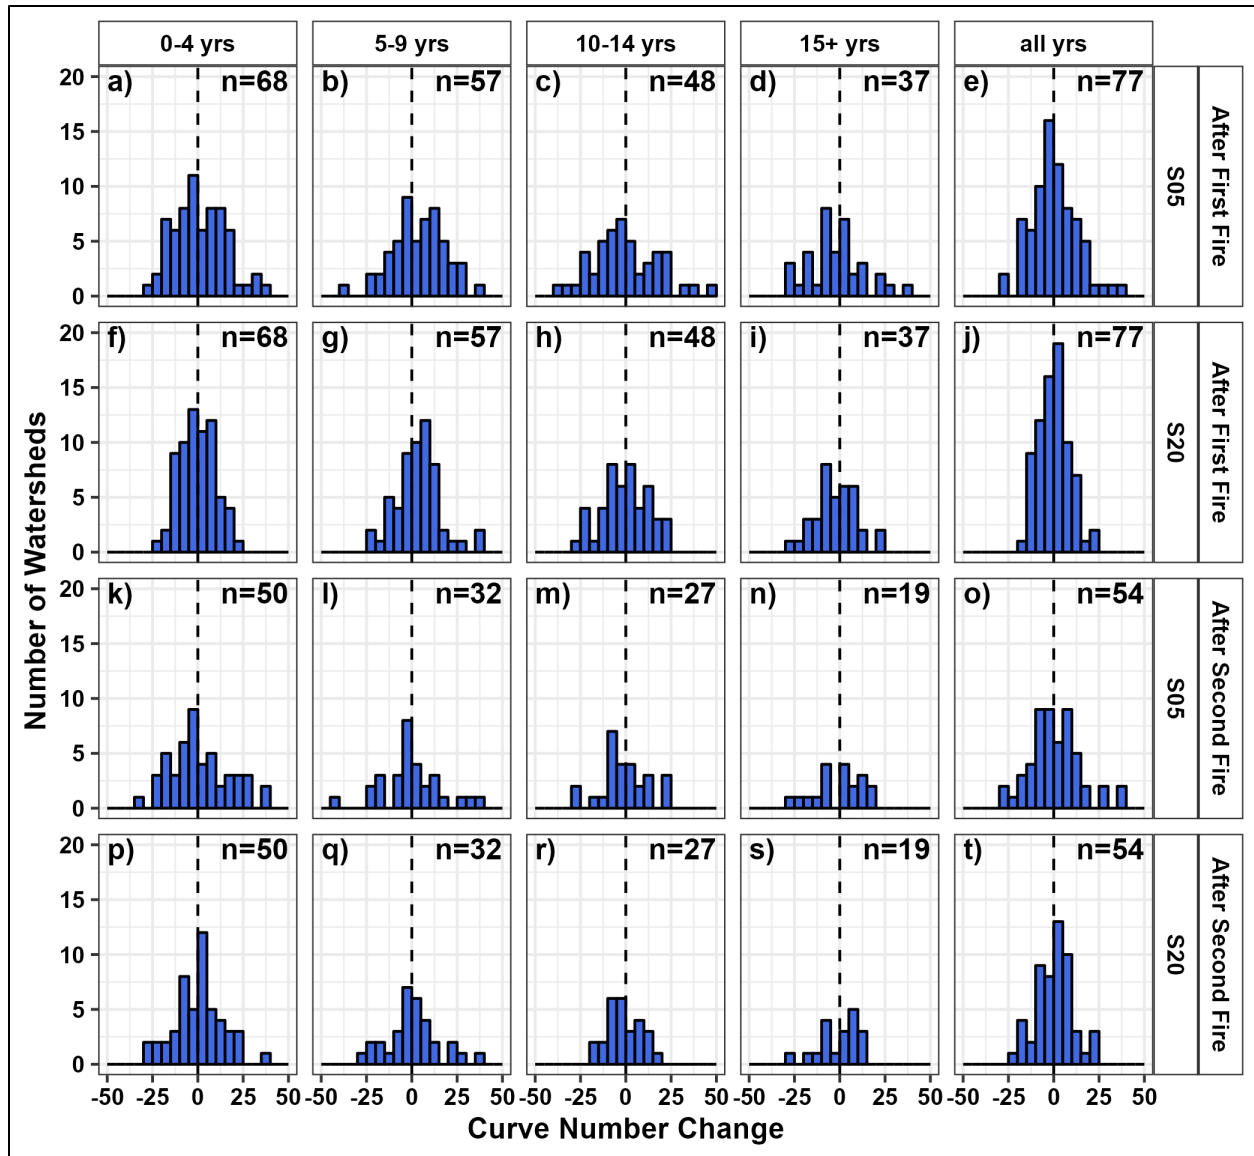 0-4 yrs
5-9 yrs
10-14 yrs
15+ yrs
all yrs
20
15
10
5
0
a) n=68
b) n=57
c) n=48
d) n=37
e) n=77
S05
After First Fire
20
15
10
5
0
f) n=68
g) n=57
h) n=48
i) n=37
j) n=77
S20
After First Fire
Number of Watersheds
20
15
10
5
0
k) n=50
l) n=32
m) n=27
n) n=19
o) n=54
S05
After Second Fire
20
15
10
5
0
p) n=50
q) n=32
r) n=27
s) n=19
t) n=54
S20
After Second Fire
-50 -25 0 25 50 -50 -25 0 25 50 -50 -25 0 25 50 -50 -25 0 25 50 -50 -25 0 25 50
Curve Number Change